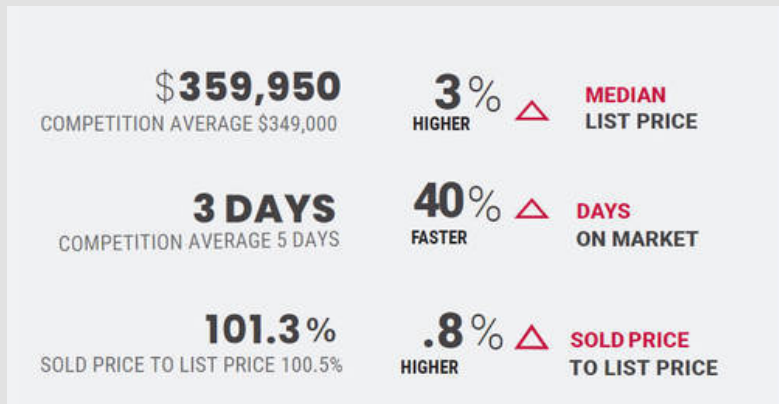 $359,950
COMPETITION AVERAGE $349,000
3%
HIGHER
MEDIAN
LIST PRICE
3 DAYS
COMPETITION AVERAGE 5 DAYS
40%
FASTER
DAYS
ON MARKET
101.3%
SOLD PRICE TO LIST PRICE 100.5%
.8%
HIGHER
SOLD PRICE
TO LIST PRICE